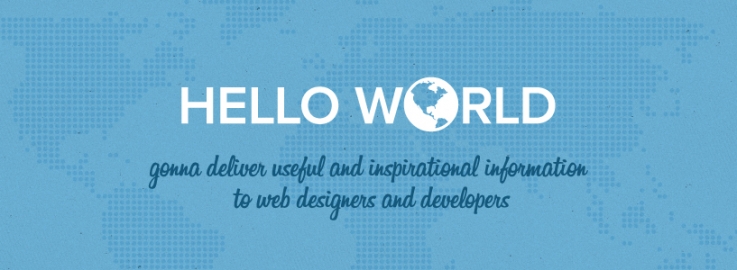 HELLO WORLD
gonna deliver useful and inspirational information
to web designers and developers